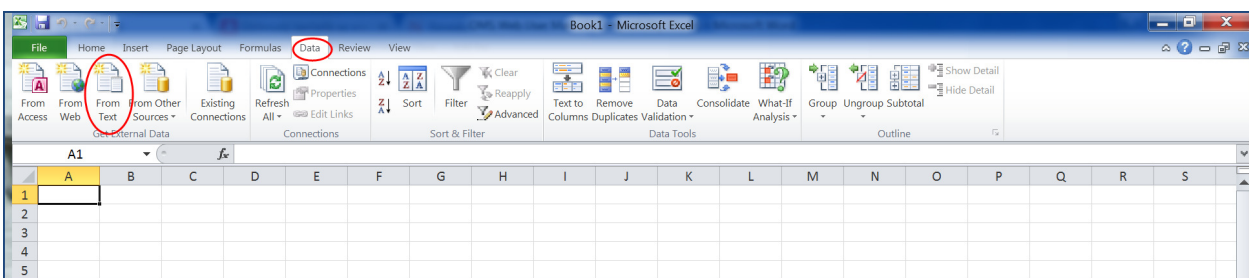 Book1 - Microsoft Excel
File Home Insert Page Layout Formulas Data Review View
Connections Clear Show Detail
Properties Reapply Hide Detail
Edit Links Advanced
From Access From Web From Text From Other Sources Existing Connections Refresh All Sort Filter Text to Columns Remove Duplicates Data Validation Consolidate What-If Analysis Group Ungroup Subtotal
Get External Data Connections Sort & Filter Data Tools Outline
A1 fx
A B C D E F G H I J K L M N O P Q R S
1
2
3
4
5